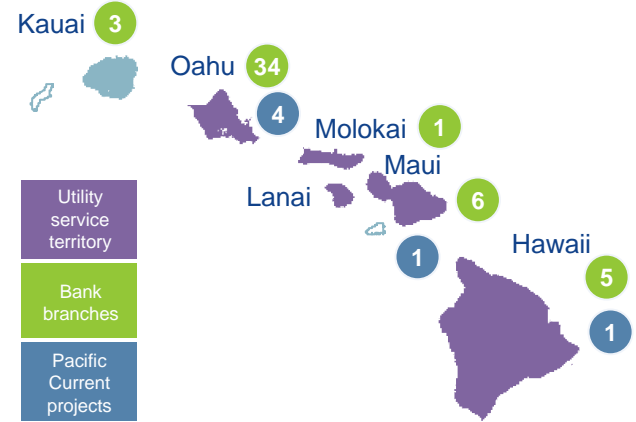 Kauai 3
Oahu 34
4
Molokai 1
Maui
Lanai
6
1
Hawaii
5
1
Utility
service
territory
Bank
branches
Pacific
Current
projects